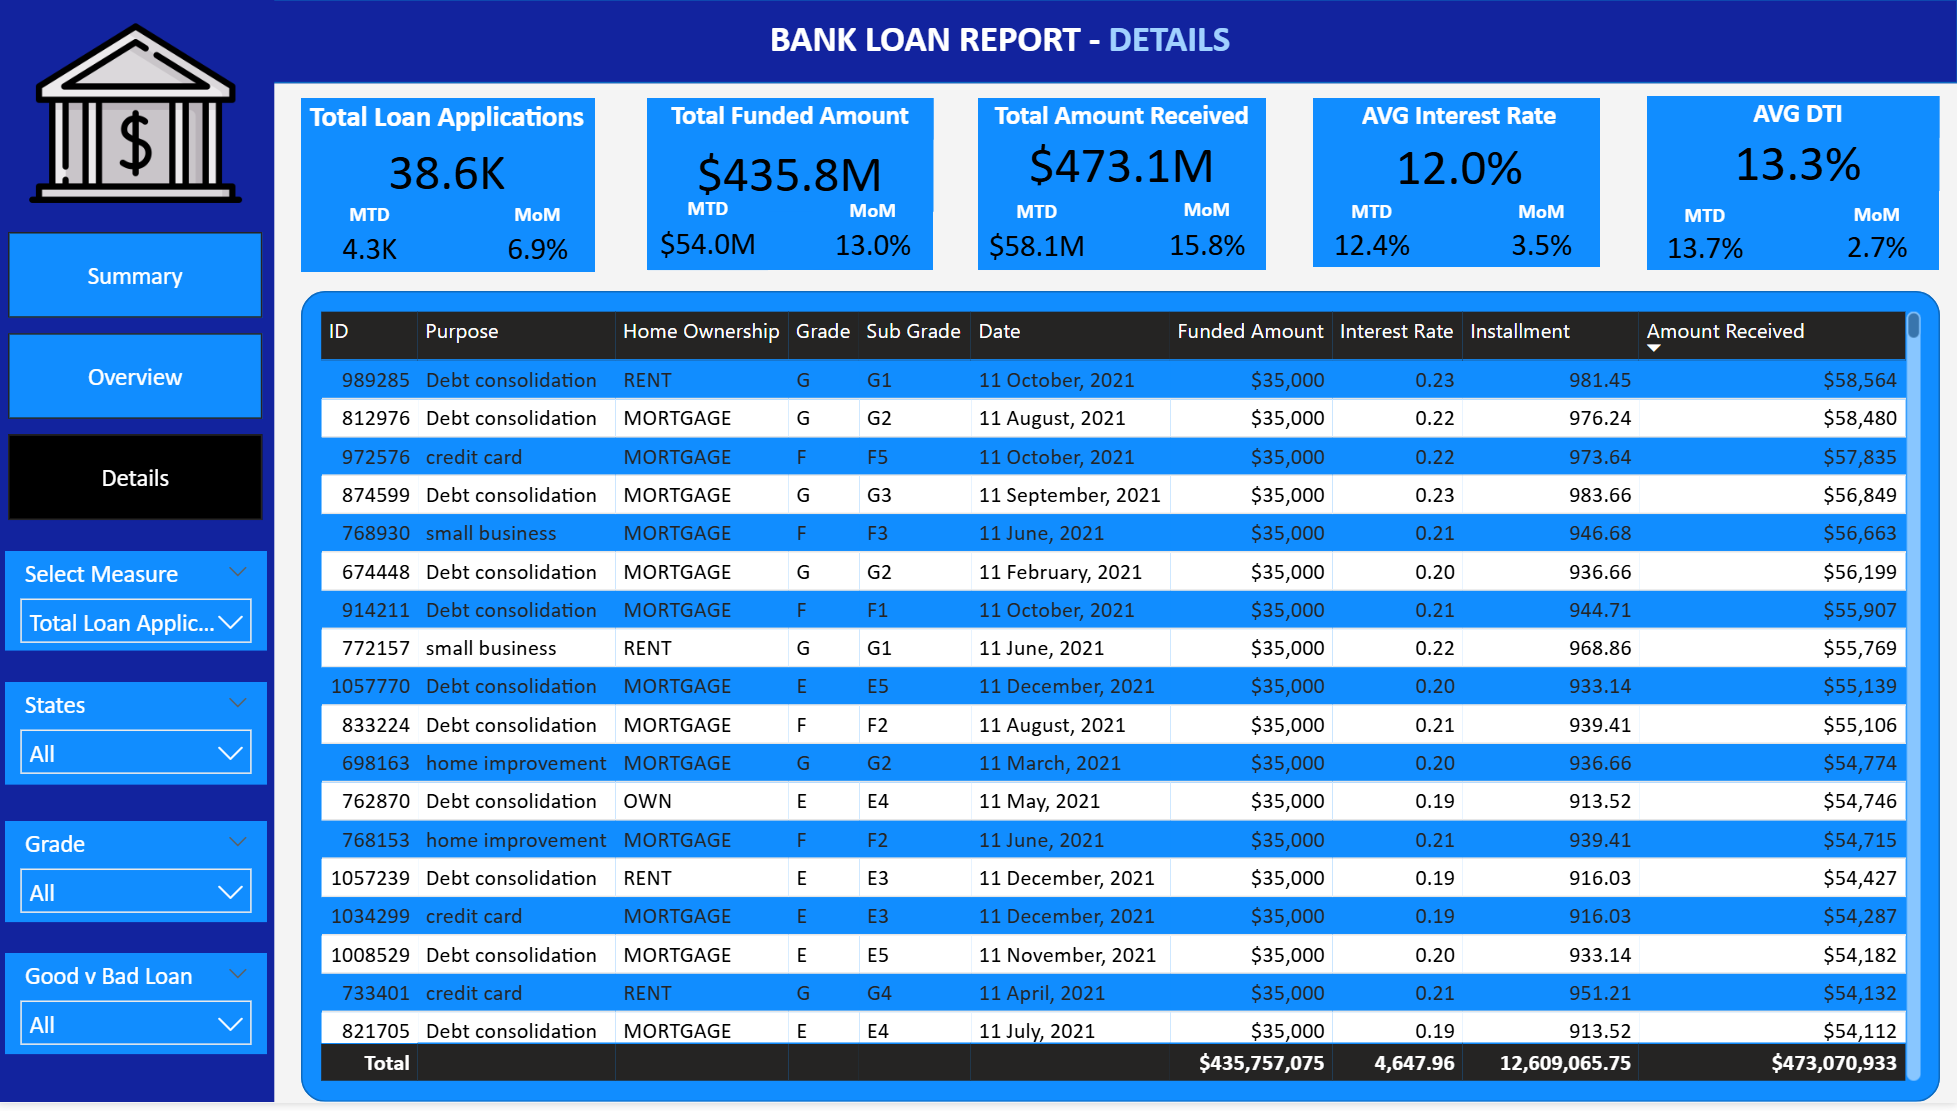 BANK LOAN REPORT - DETAILS
$
Summary
Overview
Details
Select Measure
Total Loan Applic...
States
All
Grade
All
Good v Bad Loan
All
Total Loan Applications
38.6K
MTD MoM
4.3K 6.9%
Total Funded Amount
$435.8M
MTD MoM
$54.0M 13.0%
Total Amount Received
$473.1M
MTD MoM
$58.1M 15.8%
AVG Interest Rate
12.0%
MTD MoM
12.4% 3.5%
AVG DTI
13.3%
MTD MoM
13.7% 2.7%
ID Purpose Home Ownership Grade Sub Grade Date Funded Amount Interest Rate Installment Amount Received
989285 Debt consolidation RENT G G1 11 October, 2021 $35,000 0.23 981.45 $58,564
812976 Debt consolidation MORTGAGE G G2 11 August, 2021 $35,000 0.22 976.24 $58,480
972576 credit card MORTGAGE F F5 11 October, 2021 $35,000 0.22 973.64 $57,835
874599 Debt consolidation MORTGAGE G G3 11 September, 2021 $35,000 0.23 983.66 $56,849
768930 small business MORTGAGE F F3 11 June, 2021 $35,000 0.21 946.68 $56,663
674448 Debt consolidation MORTGAGE G G2 11 February, 2021 $35,000 0.20 936.66 $56,199
914211 Debt consolidation MORTGAGE F F1 11 October, 2021 $35,000 0.21 944.71 $55,907
772157 small business RENT G G1 11 June, 2021 $35,000 0.22 968.86 $55,769
1057770 Debt consolidation MORTGAGE E E5 11 December, 2021 $35,000 0.20 933.14 $55,139
833224 Debt consolidation MORTGAGE F F2 11 August, 2021 $35,000 0.21 939.41 $55,106
698163 home improvement MORTGAGE G G2 11 March, 2021 $35,000 0.20 936.66 $54,774
762870 Debt consolidation OWN E E4 11 May, 2021 $35,000 0.19 913.52 $54,746
768153 home improvement MORTGAGE F F2 11 June, 2021 $35,000 0.21 939.41 $54,715
1057239 Debt consolidation RENT E E3 11 December, 2021 $35,000 0.19 916.03 $54,427
1034299 credit card MORTGAGE E E3 11 December, 2021 $35,000 0.19 916.03 $54,287
1008529 Debt consolidation MORTGAGE E E5 11 November, 2021 $35,000 0.20 933.14 $54,182
733401 credit card RENT G G4 11 April, 2021 $35,000 0.21 951.21 $54,132
821705 Debt consolidation MORTGAGE E E4 11 July, 2021 $35,000 0.19 913.52 $54,112
Total $435,757,075 4,647.96 12,609,065.75 $473,070,933